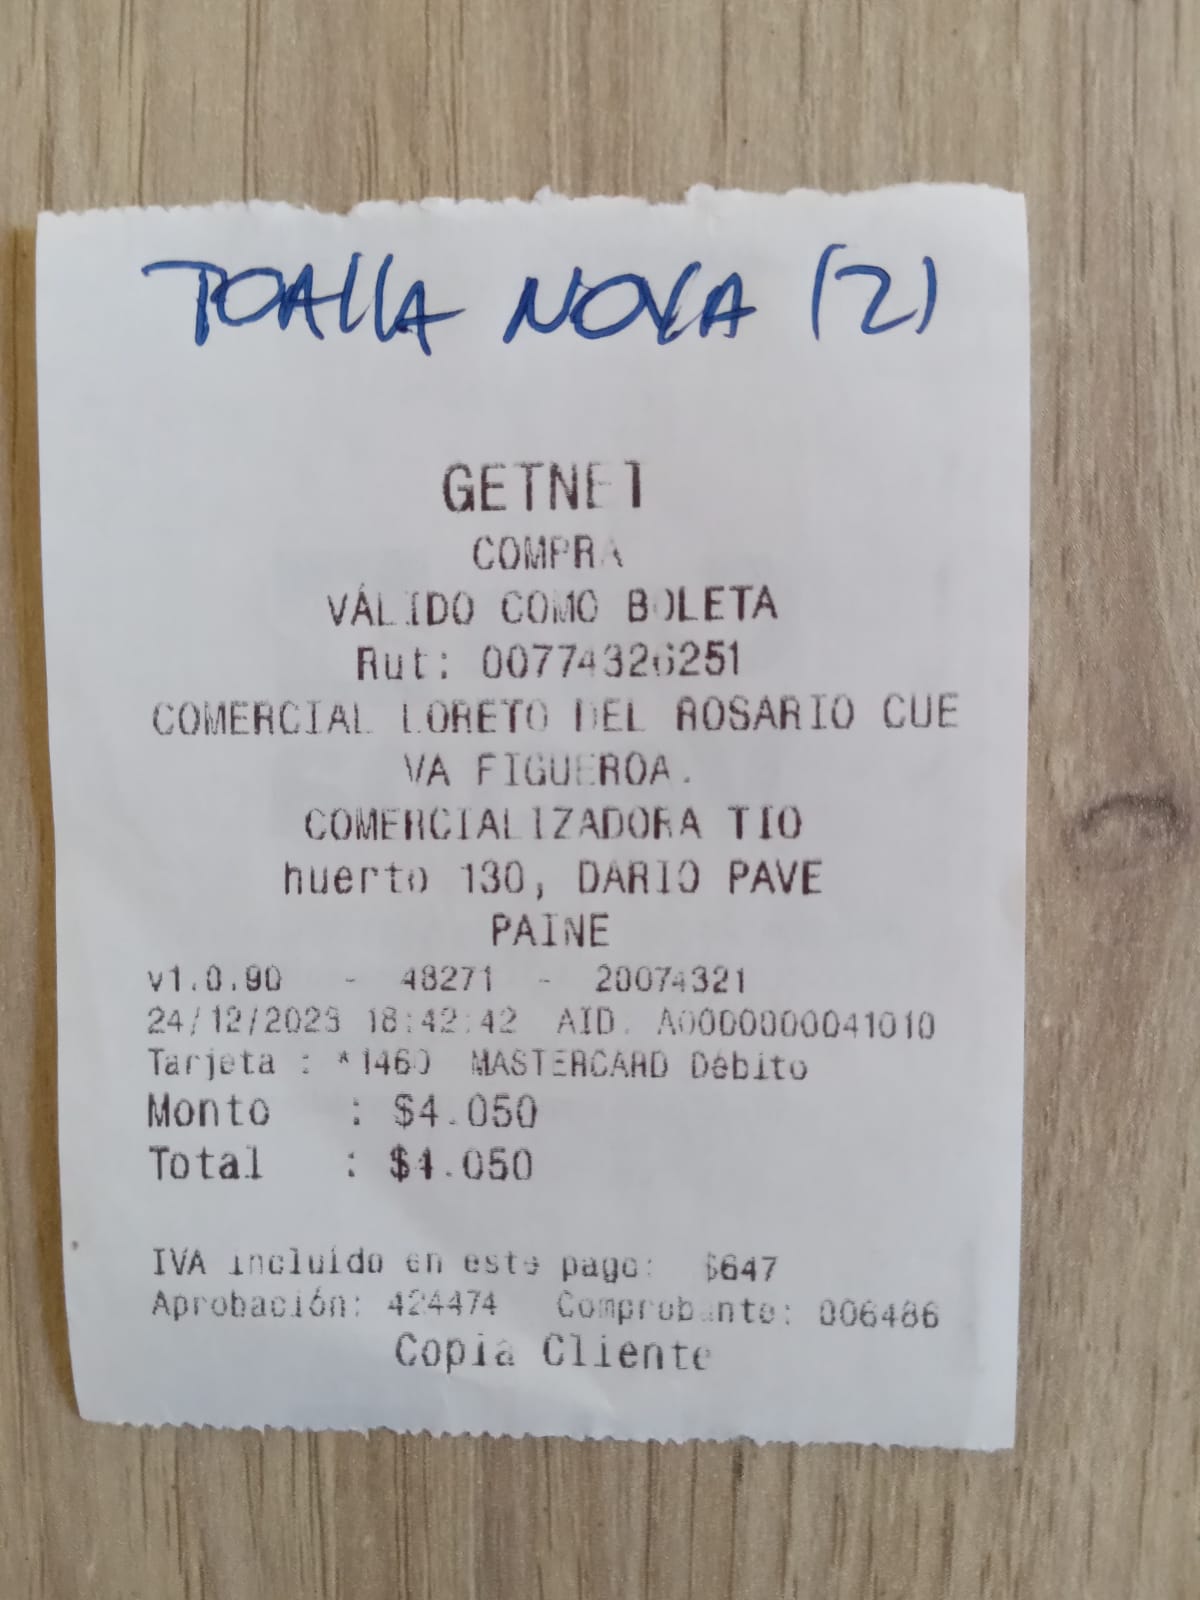 TOALLA NOVA (2)
GETNET
COMPRA
VÁLIDO COMO BOLETA
Rut: 00774326251
COMERCIAL LORETO DEL ROSARIO CUE
VA FIGUEROA.
COMERCIALIZADORA TIO
huerto 130, DARIO PAVE
PAINE
v1.0.90 - 48271 - 20074321
24/12/2023 18:42:42 AID: A0000000041010
Tarjeta : *1460 MASTERCARD Débito
Monto : $4.050
Total : $4.050
IVA incluído en este pago: $647
Aprobación: 424474 Comprobante: 006486
Copia Cliente